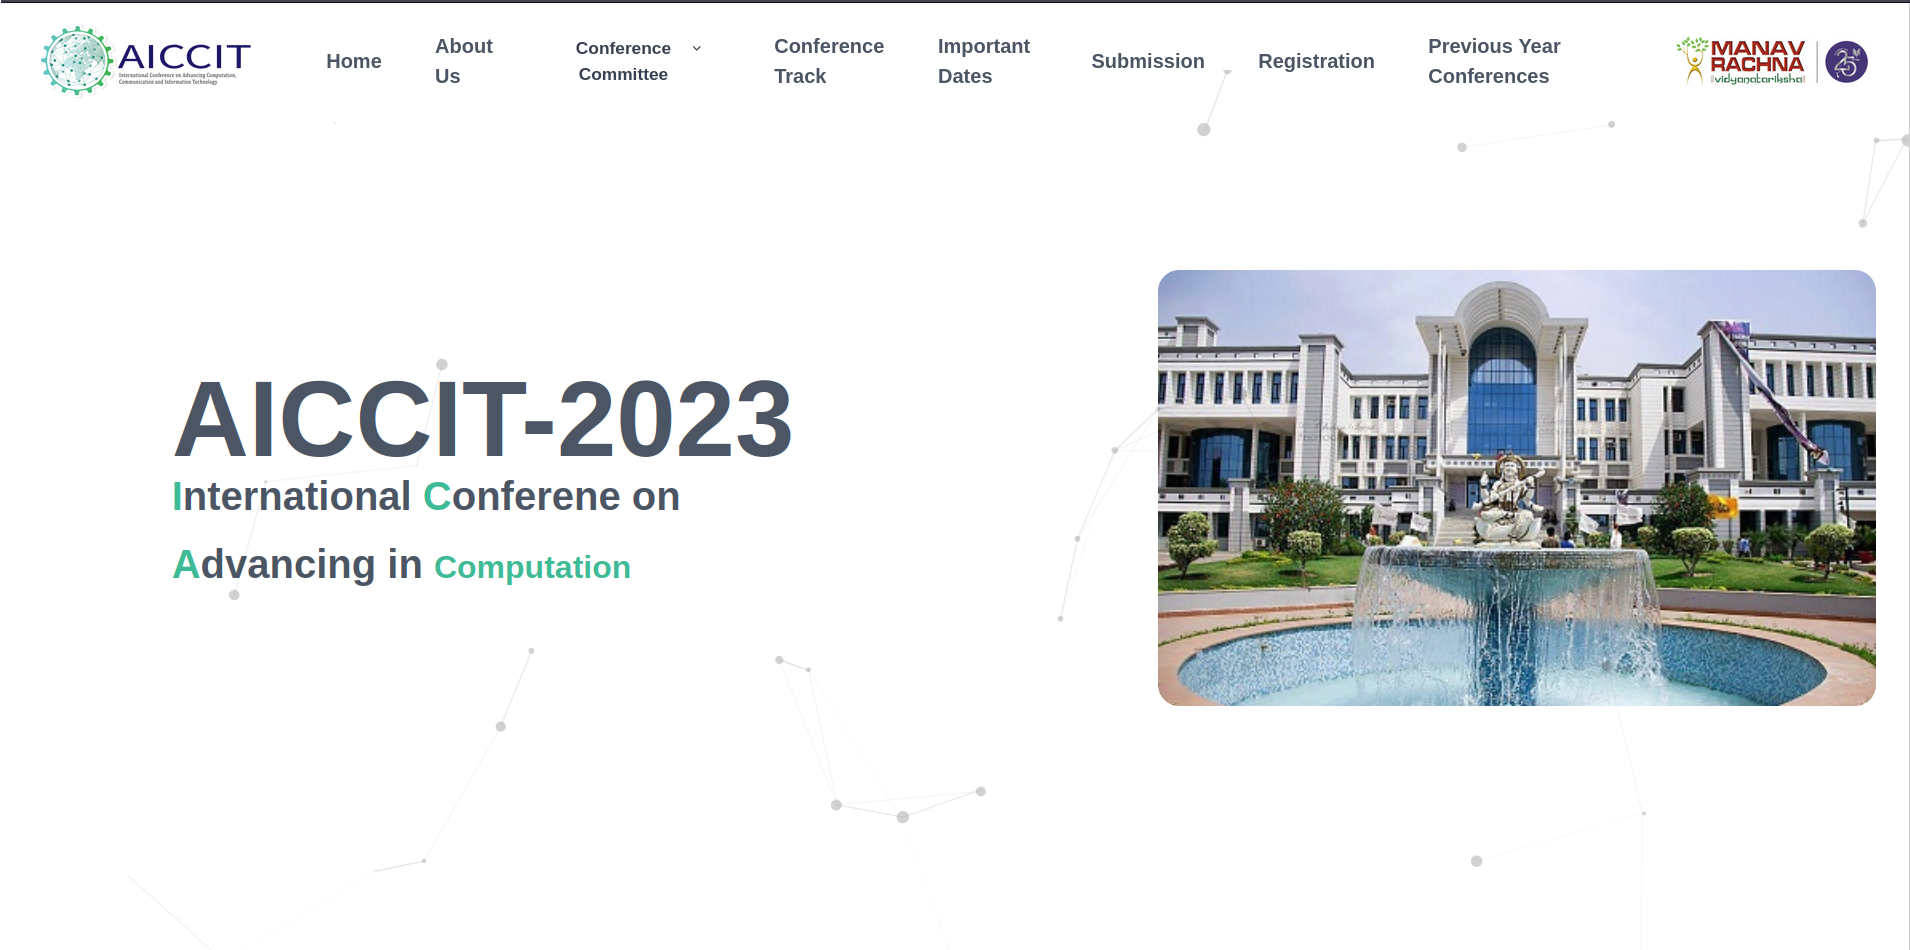 AICCIT
International Conference on Advancing Computation,
Communication and Information Technology
Home
About
Us
Conference
Committee
Conference
Track
Important
Dates
Submission
Registration
Previous Year
Conferences
MANAV
RACHNA
vidyanatariksha
25
AICCIT-2023
International Conferene on
Advancing in Computation